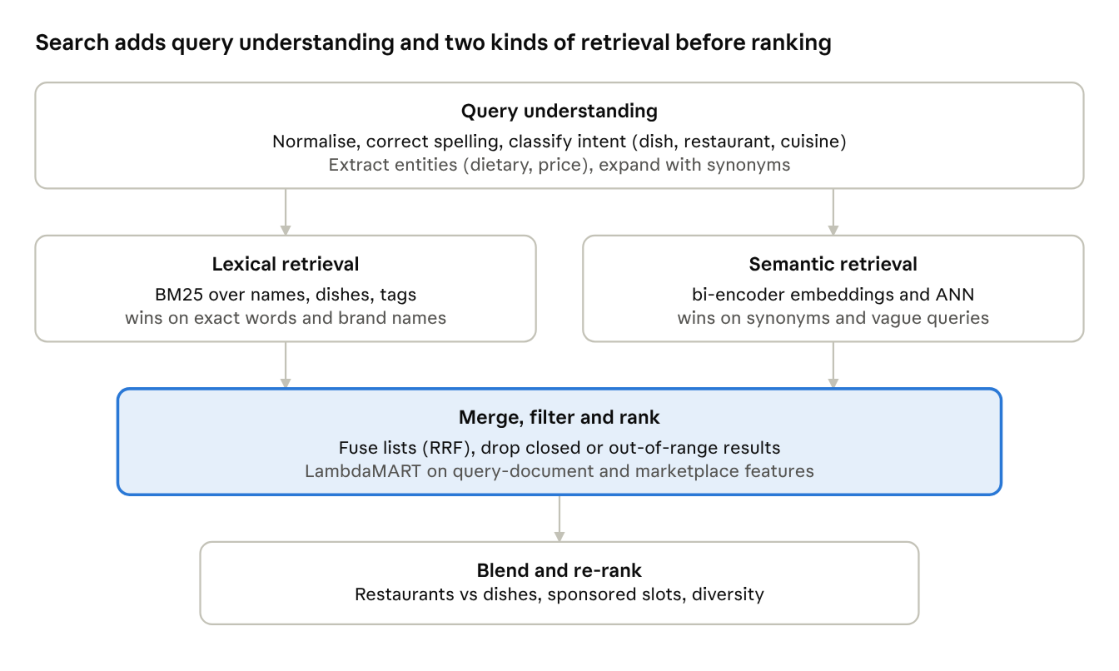 Search adds query understanding and two kinds of retrieval before ranking
Query understanding
Normalise, correct spelling, classify intent (dish, restaurant, cuisine)
Extract entities (dietary, price), expand with synonyms
Lexical retrieval
BM25 over names, dishes, tags
wins on exact words and brand names
Semantic retrieval
bi-encoder embeddings and ANN
wins on synonyms and vague queries
Merge, filter and rank
Fuse lists (RRF), drop closed or out-of-range results
LambdaMART on query-document and marketplace features
Blend and re-rank
Restaurants vs dishes, sponsored slots, diversity